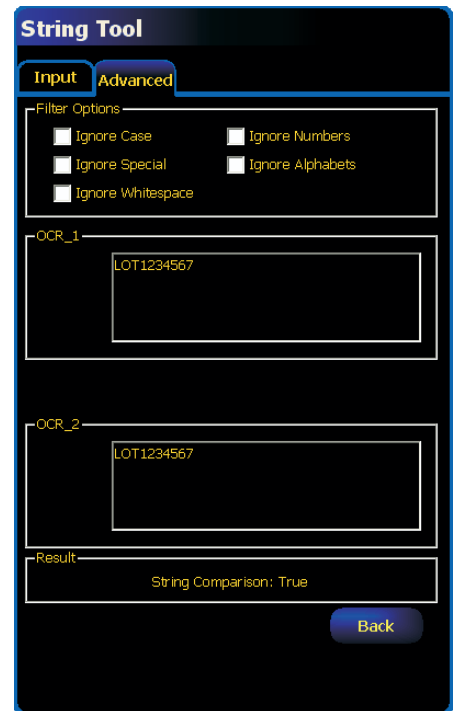 String Tool
Input Advanced
Filter Options
Ignore Case Ignore Numbers
Ignore Special Ignore Alphabets
Ignore Whitespace
OCR_1
LOT1234567
OCR_2
LOT1234567
Result
String Comparison: True
Back